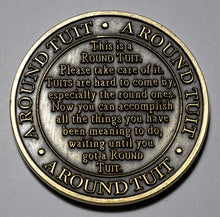 A ROUND TUIT · A ROUND TUIT · A ROUND TUIT ·
This is a
ROUND TUIT.
Please take care of it.
TUITS are hard to come by,
especially the round ones.
Now you can accomplish
all the things you have
been meaning to do,
waiting until you
got a ROUND
TUIT.